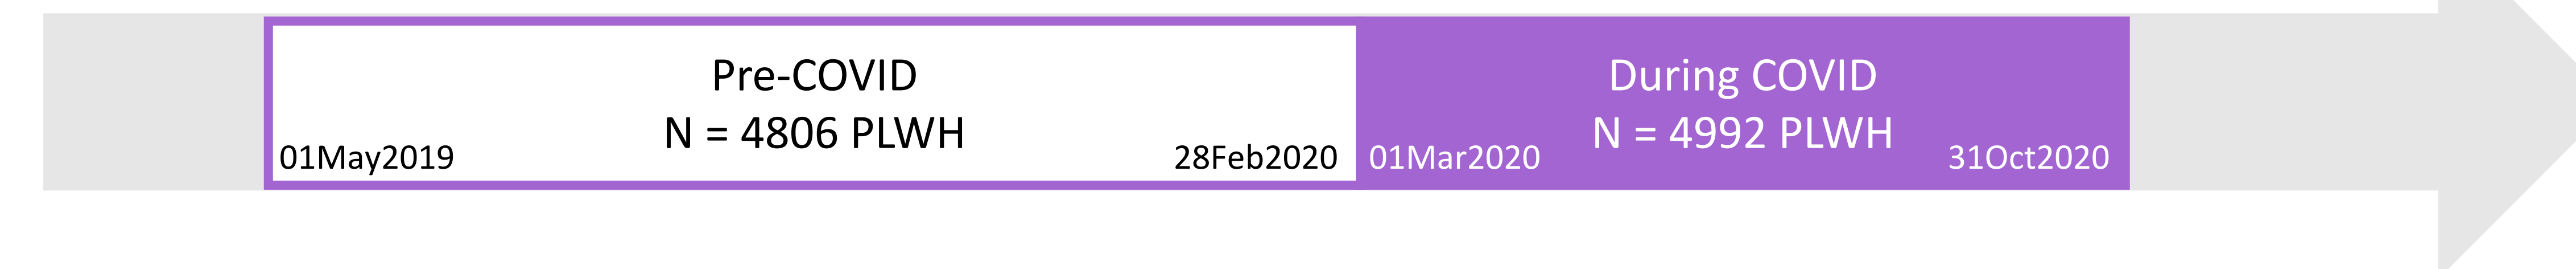 Pre-COVID
N = 4806 PLWH
01May2019
28Feb2020
During COVID
N = 4992 PLWH
01Mar2020
31Oct2020